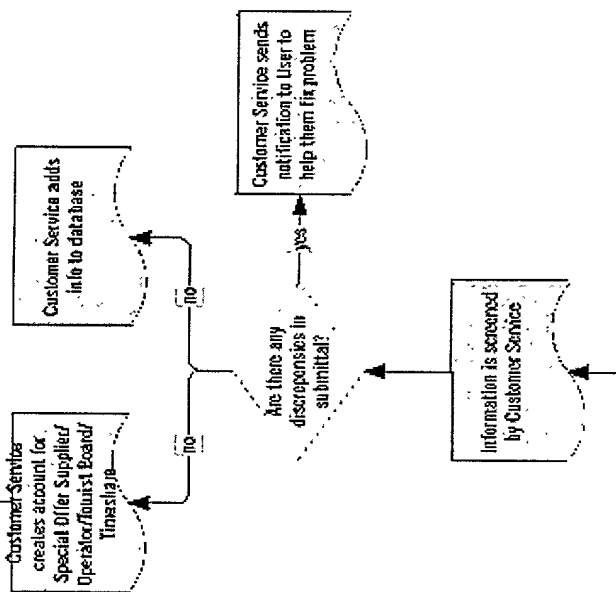 Customer Service
creates account for
Special Offer Supplier/
Operator/Tourist Board/
Timeshare
no
Customer Service adds
info to database
no
Are there any
discrepensies in
submittal?
yes
Customer Service sends
notification to User to
help them fix problem
Information is screened
by Customer Service